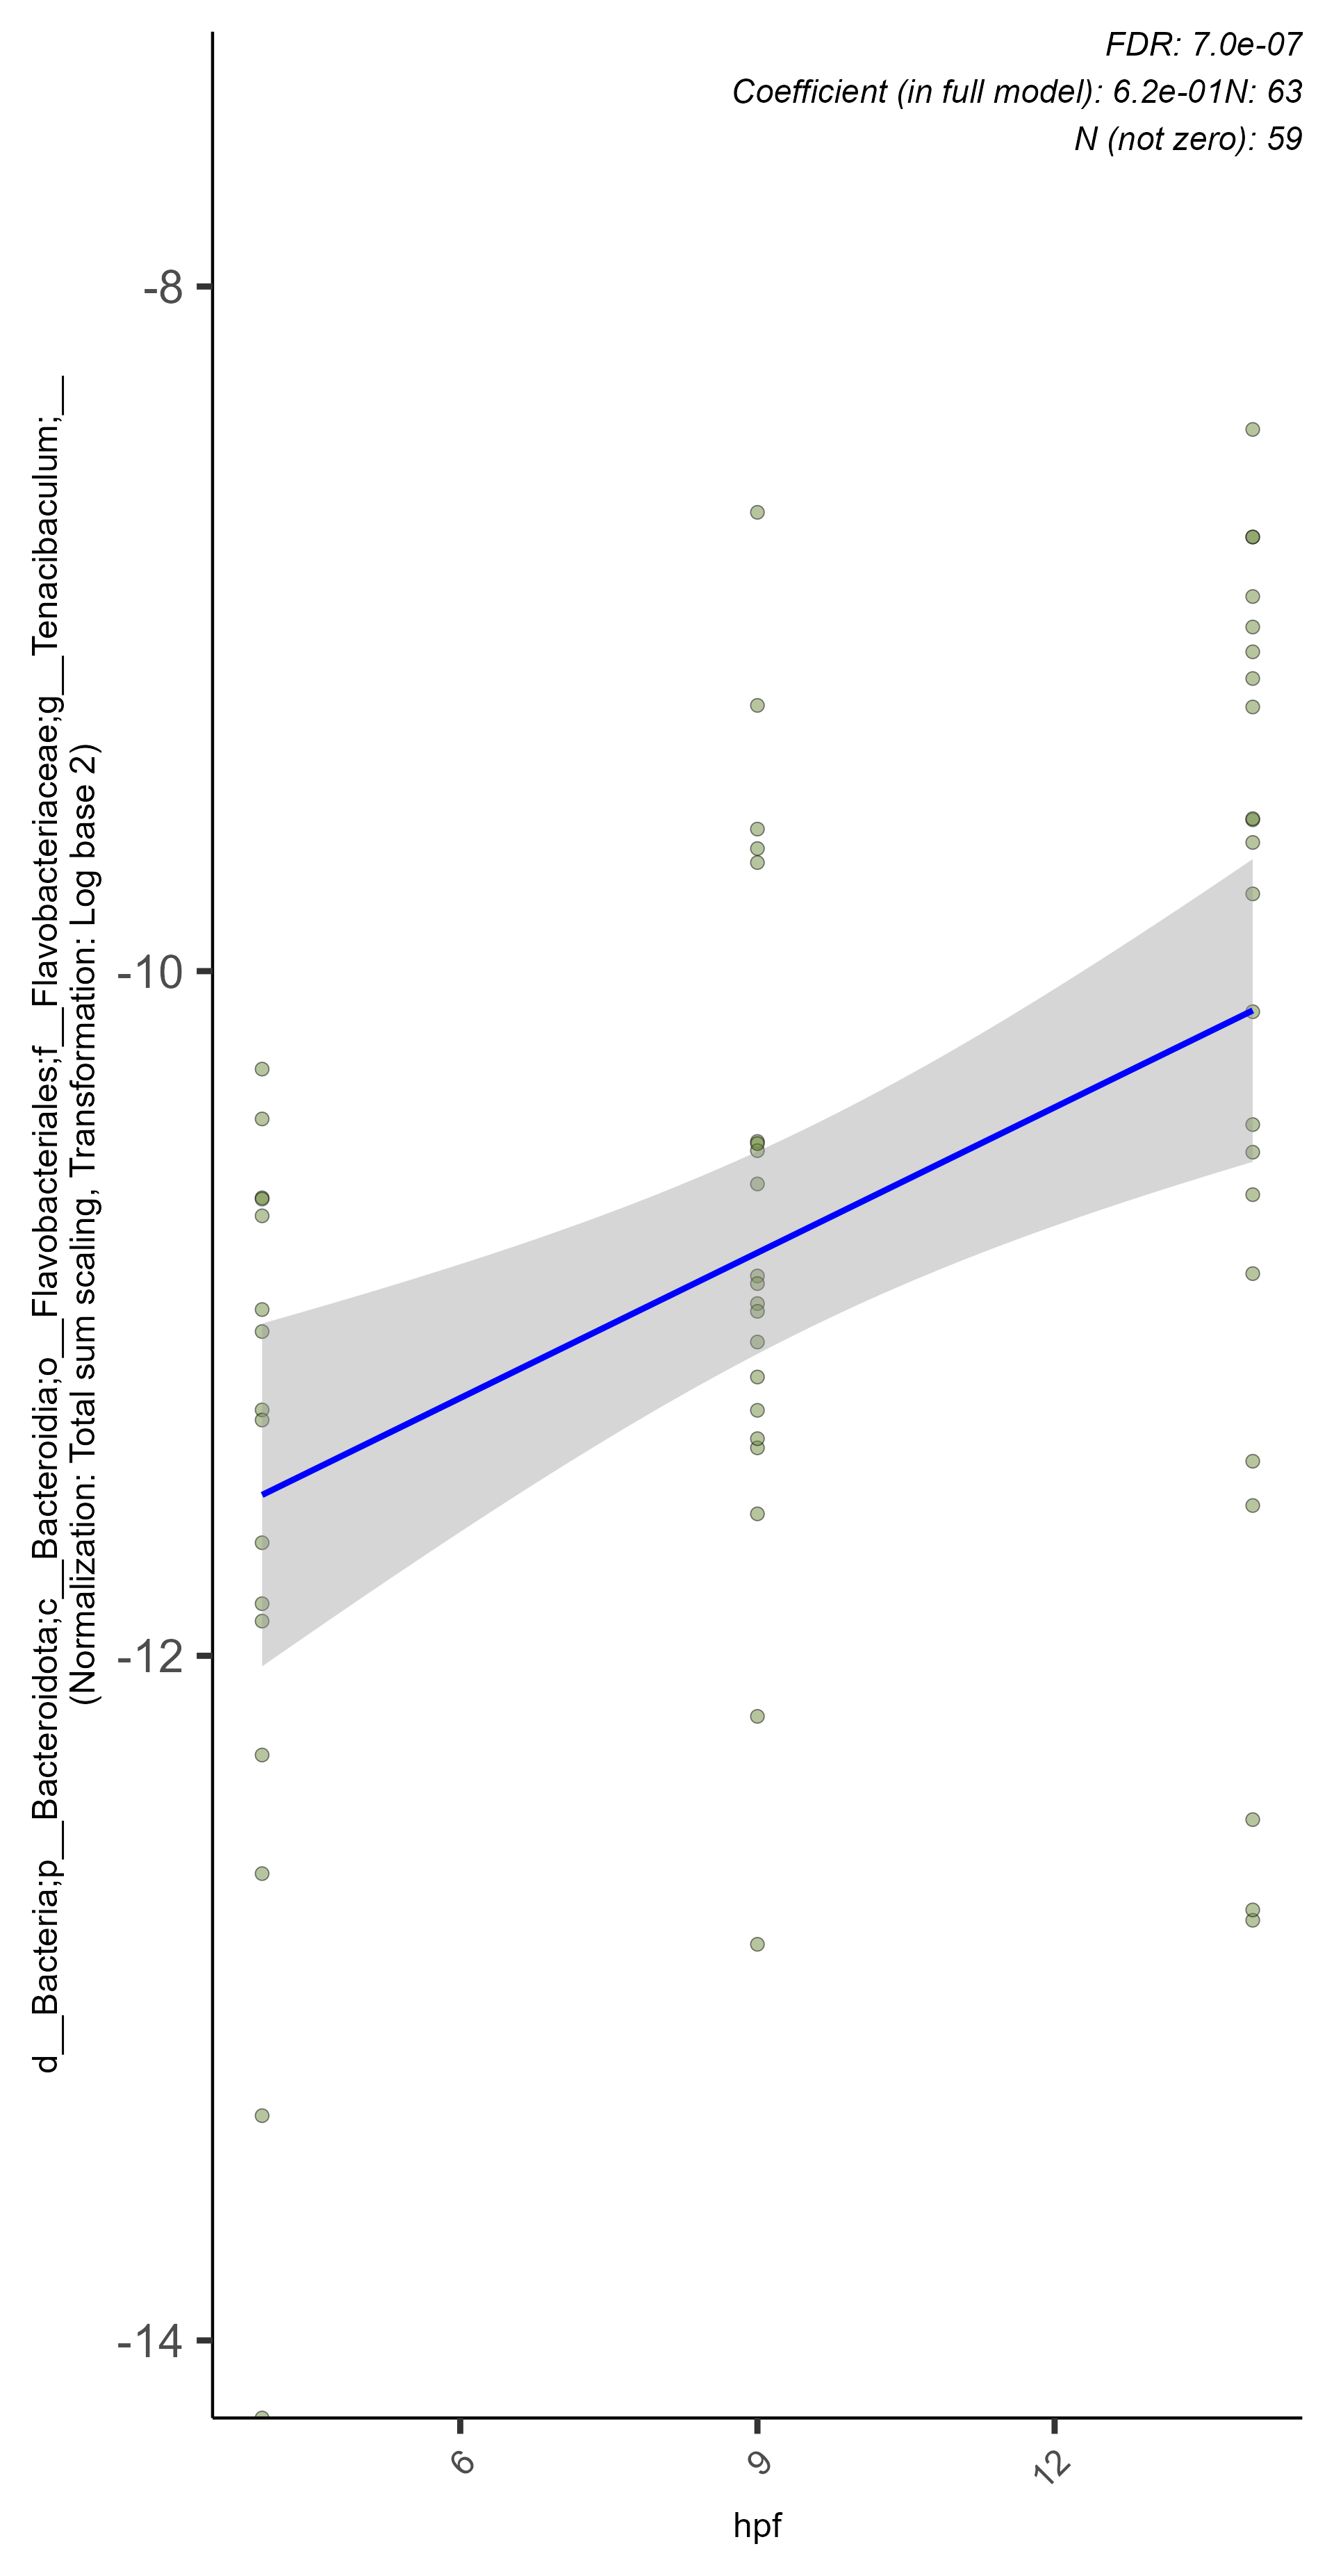 FDR: 7.0e-07
Coefficient (in full model): 6.2e-01N: 63
N (not zero): 59
d__Bacteria;p__Bacteroidota;c__Bacteroidia;o__Flavobacteriales;f__Flavobacteriaceae;g__Tenacibaculum;__
(Normalization: Total sum scaling, Transformation: Log base 2)
-8
-10
-12
-14
6
9
12
hpf